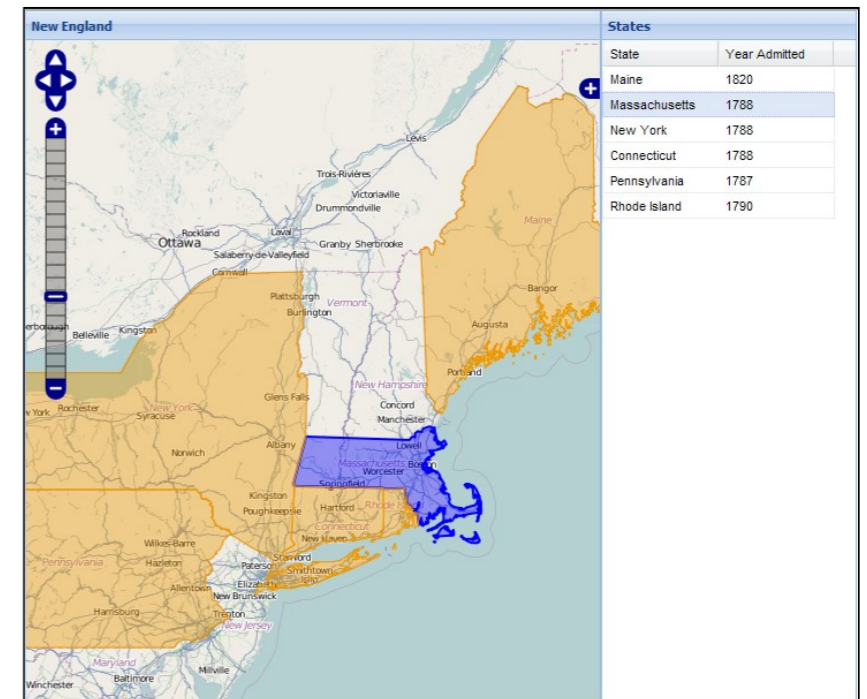 New England
States
State Year Admitted
Maine 1820
Massachusetts 1788
New York 1788
Connecticut 1788
Pennsylvania 1787
Rhode Island 1790
Lévis
Trois-Rivières
Victoriaville
Drummondville
Rockland
Laval
Ottawa
Granby Sherbrooke
Salaberry-de-Valleyfield
Cornwall
Maine
Bangor
Plattsburgh
Vermont
Burlington
Belleville Kingston
Augusta
Portland
New Hampshire
Glens Falls
Concord
Rochester
New York
Syracuse
Manchester
Albany
Lowell
Norwich
Massachusetts Boston
Worcester
Springfield
Kingston
Poughkeepsie
Hartford
Connecticut
New Haven
Wilkes-Barre
Stamford
Pennsylvania
Hazleton
Paterson
Smithtown
Islip
Allentown
Elizabeth
New Brunswick
Harrisburg
Trenton
New Jersey
Maryland
Baltimore
Millville
Winchester